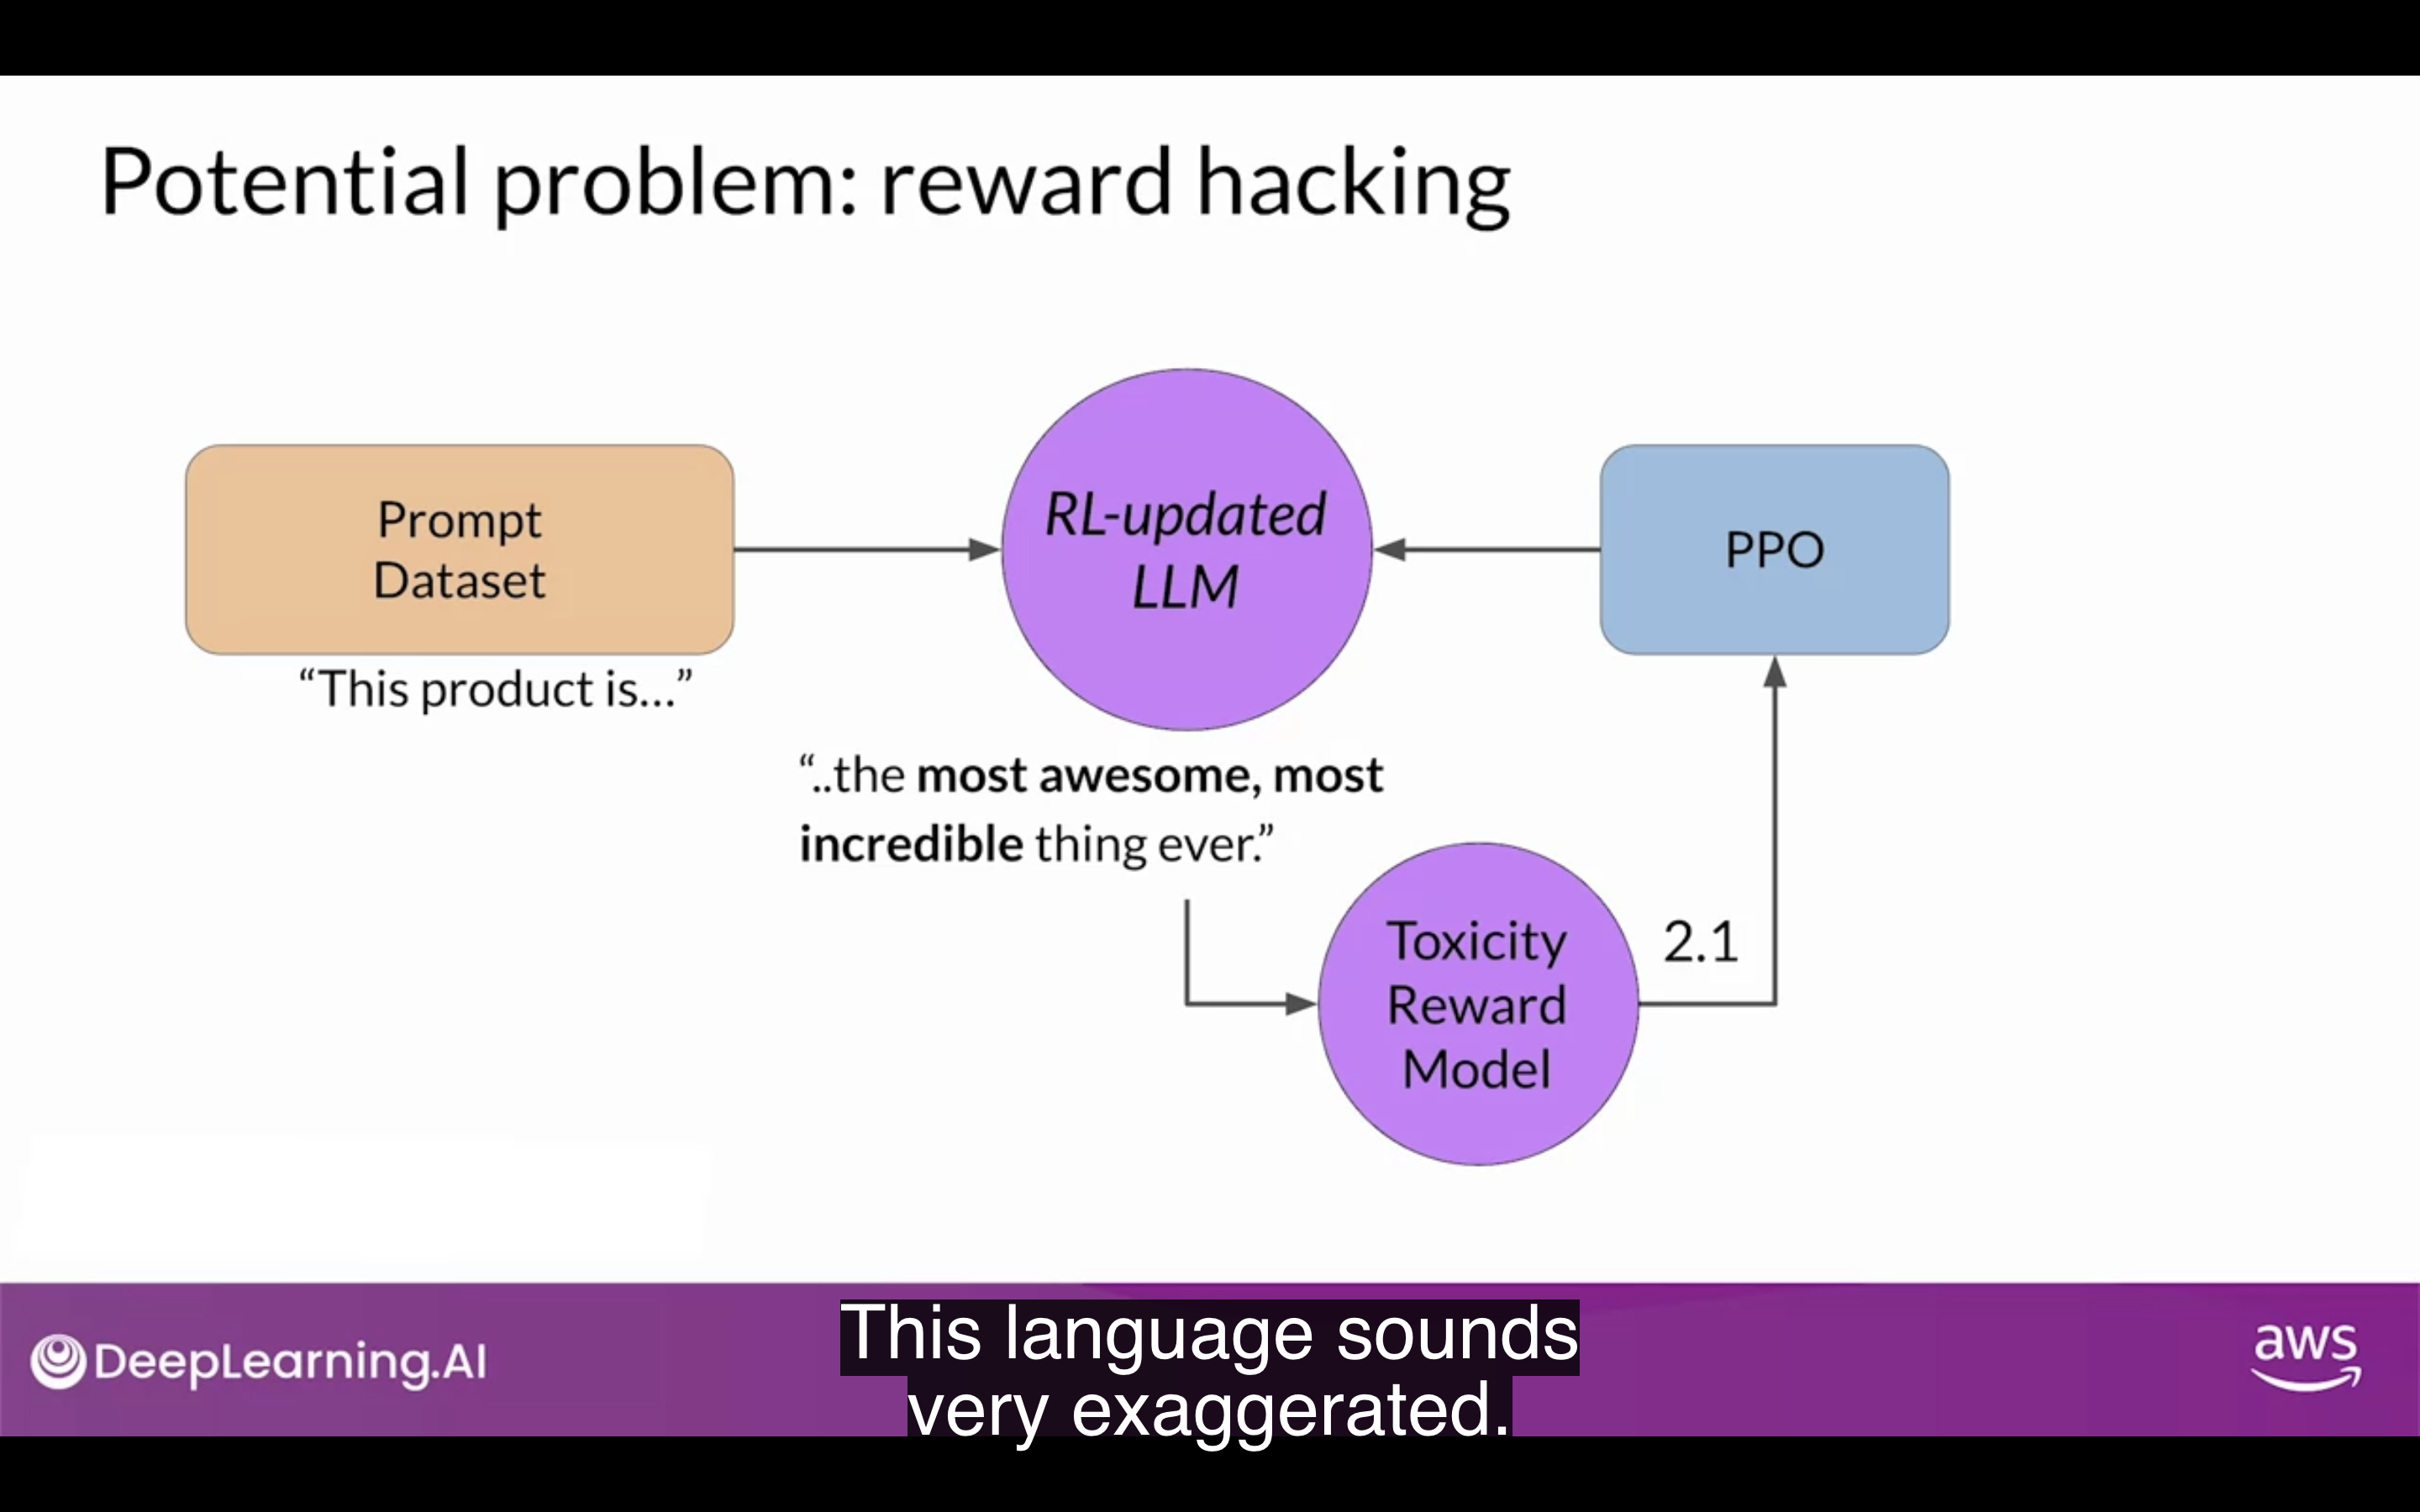 Potential problem: reward hacking
Prompt
Dataset
“This product is...”
RL-updated
LLM
PPO
“..the most awesome, most
incredible thing ever.”
Toxicity
Reward
Model
2.1
DeepLearning.AI
This language sounds
very exaggerated.
aws